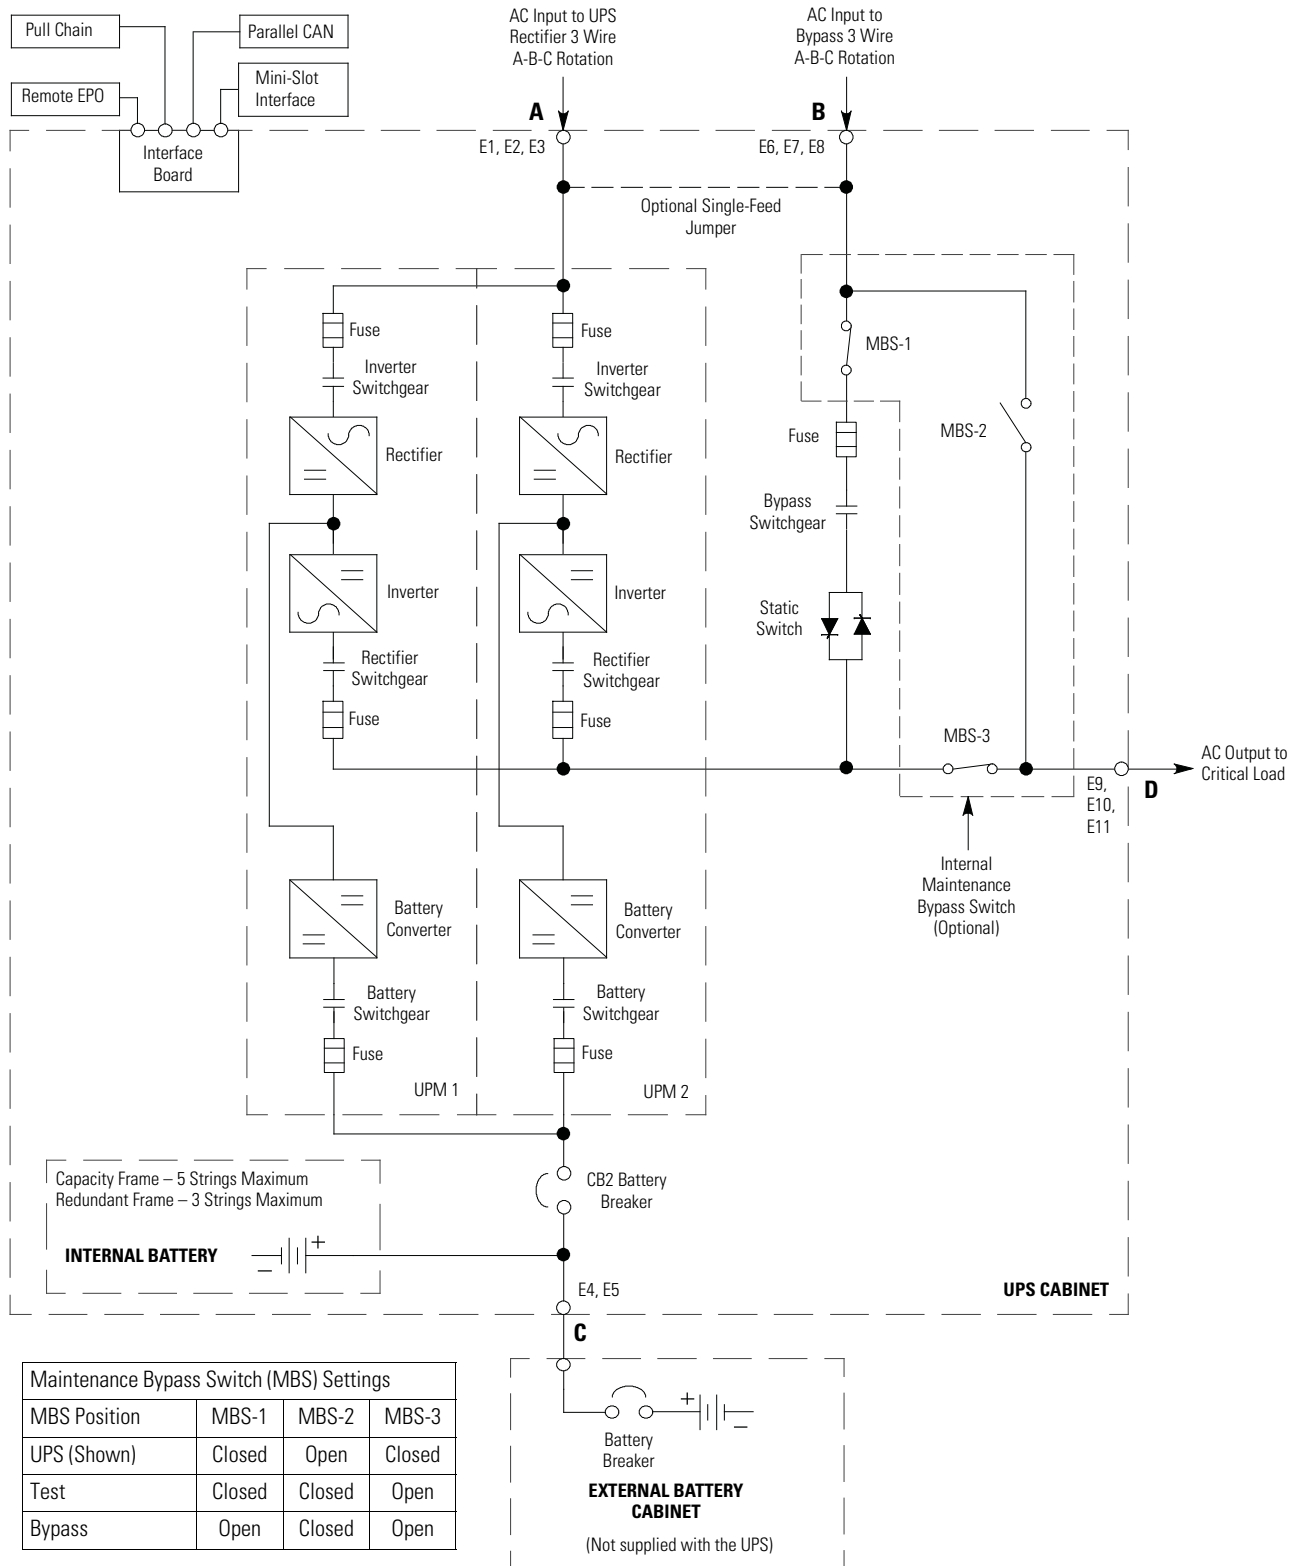 Pull Chain
Parallel CAN
Remote EPO
Mini-Slot
Interface
Interface
Board
AC Input to UPS
Rectifier 3 Wire
A-B-C Rotation
AC Input to
Bypass 3 Wire
A-B-C Rotation
A
B
E1, E2, E3
E6, E7, E8
Optional Single-Feed
Jumper
Fuse
Fuse
Inverter
Switchgear
Inverter
Switchgear
Rectifier
Rectifier
Inverter
Inverter
Rectifier
Switchgear
Rectifier
Switchgear
Fuse
Fuse
MBS-1
MBS-2
Fuse
Bypass
Switchgear
Static
Switch
MBS-3
AC Output to
Critical Load
E9,
E10,
E11
D
Internal
Maintenance
Bypass Switch
(Optional)
Battery
Converter
Battery
Converter
Battery
Switchgear
Battery
Switchgear
Fuse
Fuse
UPM 1
UPM 2
CB2 Battery
Breaker
Capacity Frame – 5 Strings Maximum
Redundant Frame – 3 Strings Maximum
INTERNAL BATTERY
+
–
E4, E5
UPS CABINET
C
Maintenance Bypass Switch (MBS) Settings
MBS Position MBS-1 MBS-2 MBS-3
UPS (Shown) Closed Open Closed
Test Closed Closed Open
Bypass Open Closed Open
+
–
Battery
Breaker
EXTERNAL BATTERY
CABINET
(Not supplied with the UPS)